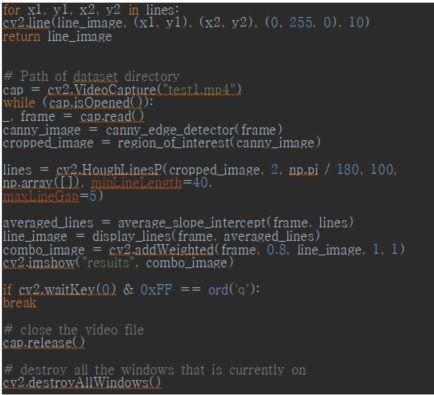 for x1, y1, x2, y2 in lines:
cv2.line(line_image, (x1, y1), (x2, y2), (0, 255, 0), 10)
return line_image
# Path of dataset directory
cap = cv2.VideoCapture("test1.mp4")
while (cap.isOpened()):
_, frame = cap.read()
canny_image = canny_edge_detector(frame)
cropped_image = region_of_interest(canny_image)
lines = cv2.HoughLinesP(cropped_image, 2, np.pi / 180, 100,
np.array([]), minLineLength=40,
maxLineGap=5)
averaged_lines = average_slope_intercept(frame, lines)
line_image = display_lines(frame, averaged_lines)
combo_image = cv2.addWeighted(frame, 0.8, line_image, 1, 1)
cv2.imshow("results", combo_image)
if cv2.waitKey(0) & 0xFF == ord('q'):
break
# close the video file
cap.release()
# destroy all the windows that is currently on
cv2.destroyAllWindows()